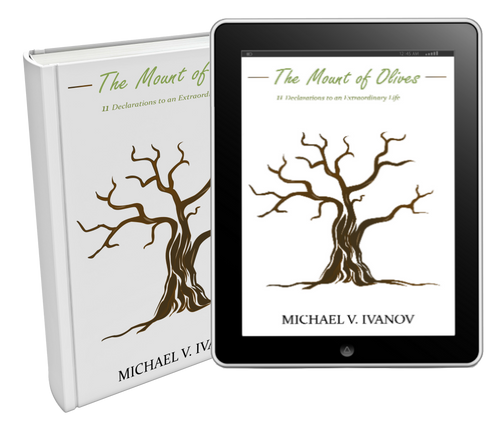 The Mount of
11 Declarations to an Extraord
MICHAEL V. IVA
The Mount of Olives
11 Declarations to an Extraordinary Life
MICHAEL V. IVANOV